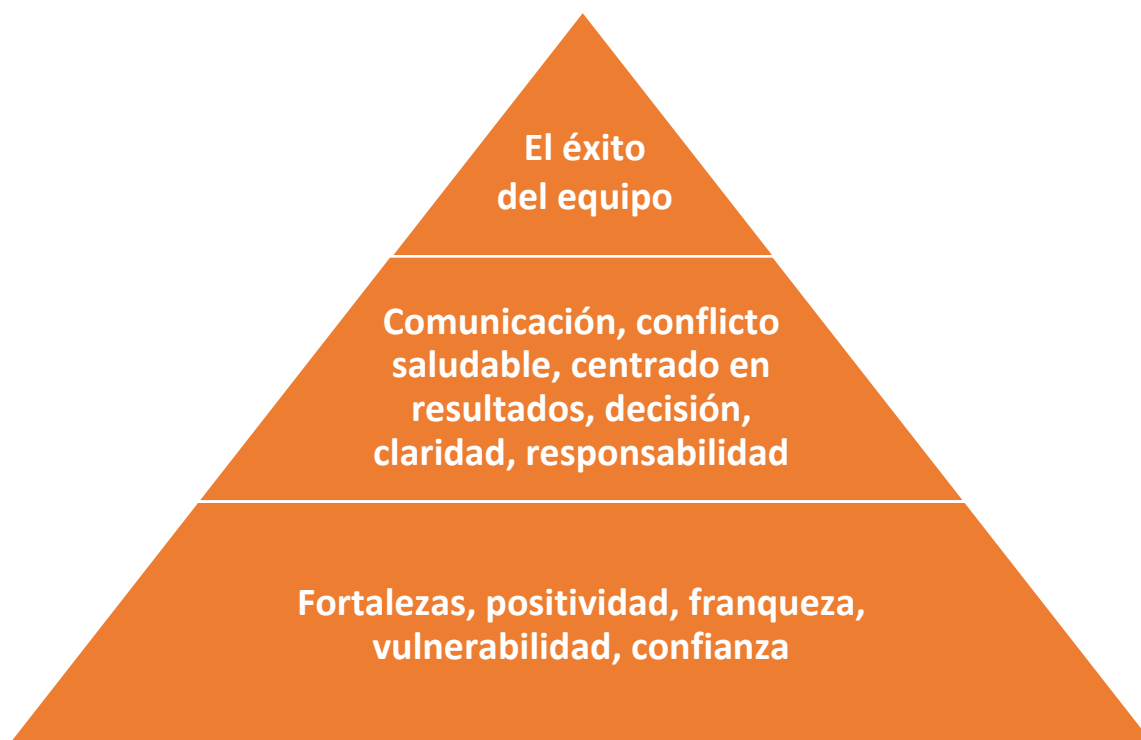 El éxito
del equipo
Comunicación, conflicto
saludable, centrado en
resultados, decisión,
claridad, responsabilidad
Fortalezas, positividad, franqueza,
vulnerabilidad, confianza